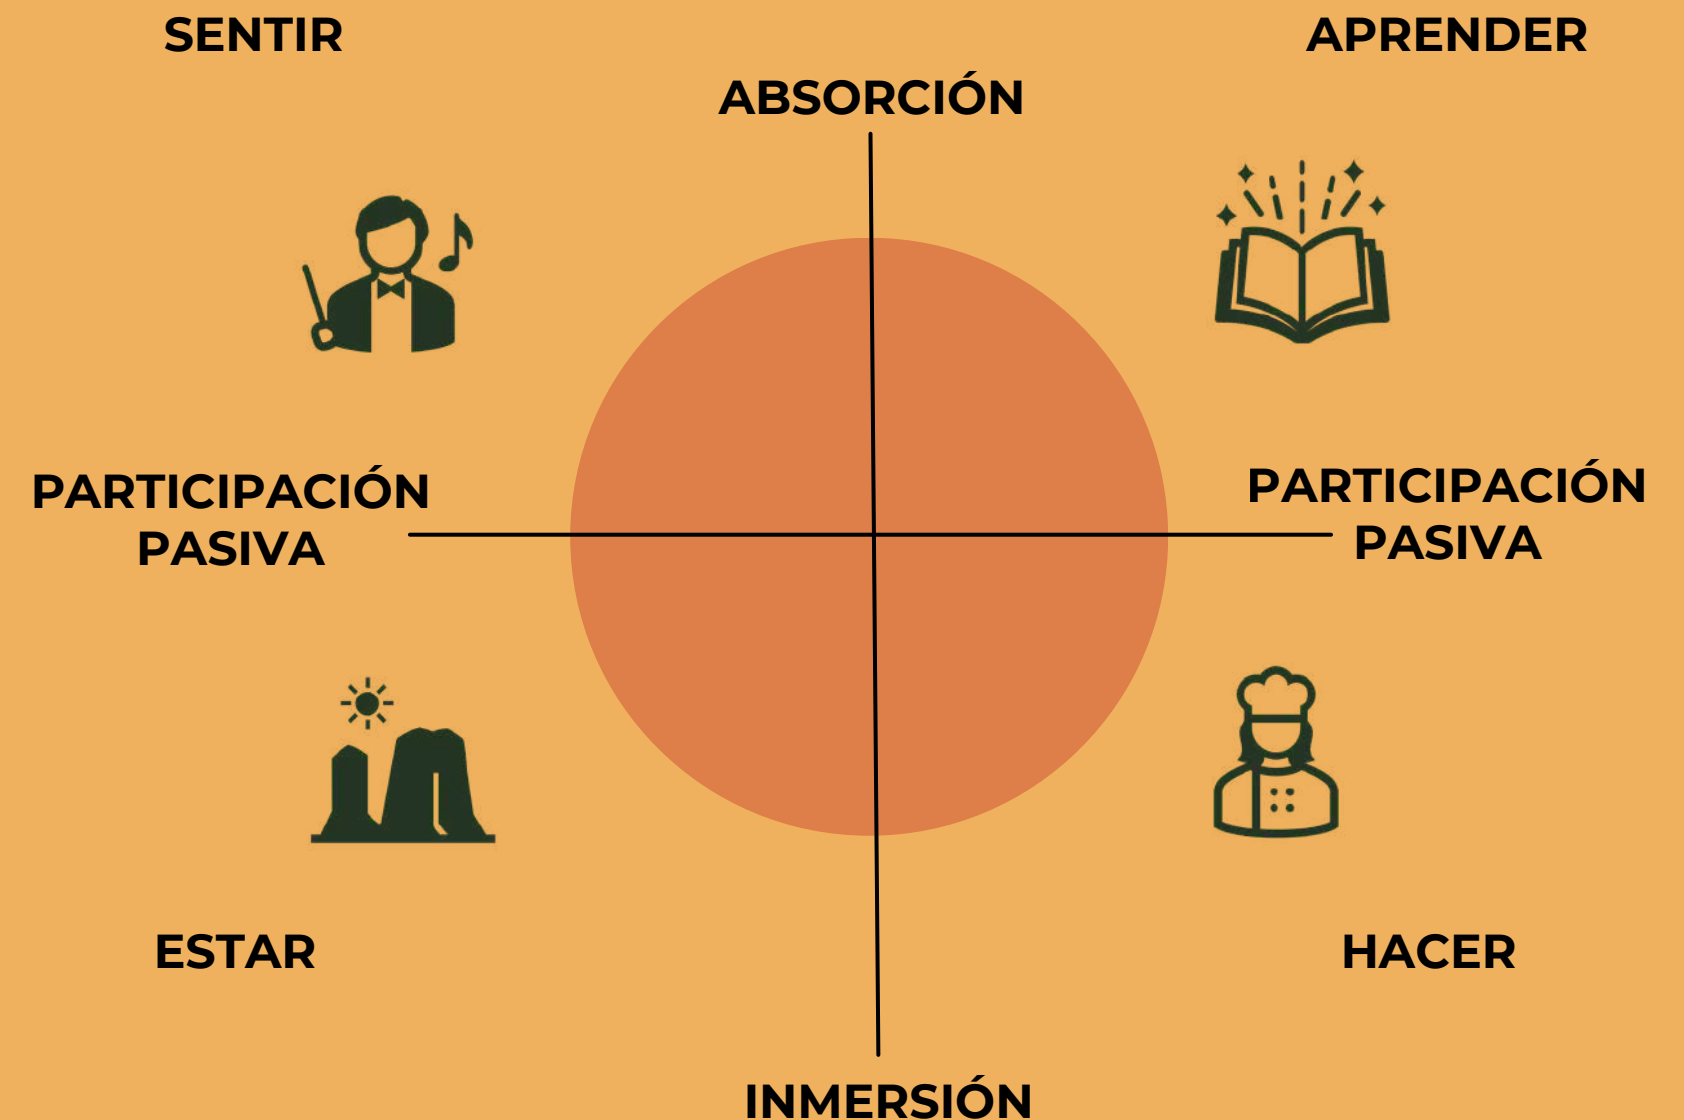 SENTIR
APRENDER
ABSORCIÓN
PARTICIPACIÓN
PASIVA
PARTICIPACIÓN
PASIVA
ESTAR
HACER
INMERSIÓN